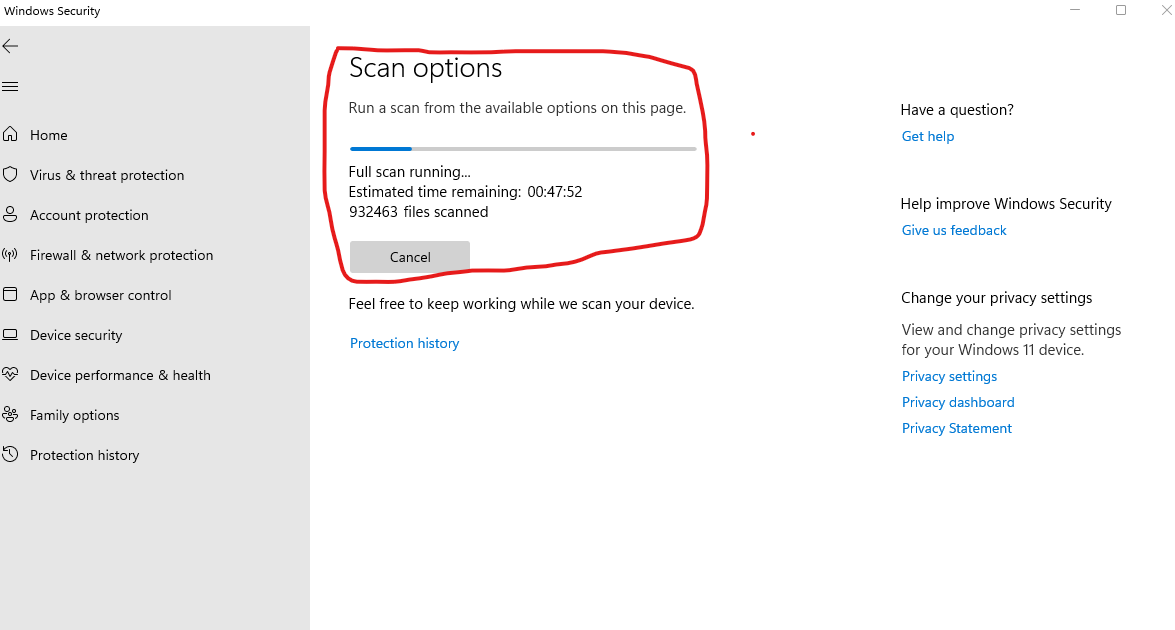 Windows Security
Home
Virus & threat protection
Account protection
Firewall & network protection
App & browser control
Device security
Device performance & health
Family options
Protection history
Scan options
Run a scan from the available options on this page.
Full scan running...
Estimated time remaining: 00:47:52
932463 files scanned
Cancel
Feel free to keep working while we scan your device.
Protection history
Have a question?
Get help
Help improve Windows Security
Give us feedback
Change your privacy settings
View and change privacy settings
for your Windows 11 device.
Privacy settings
Privacy dashboard
Privacy Statement